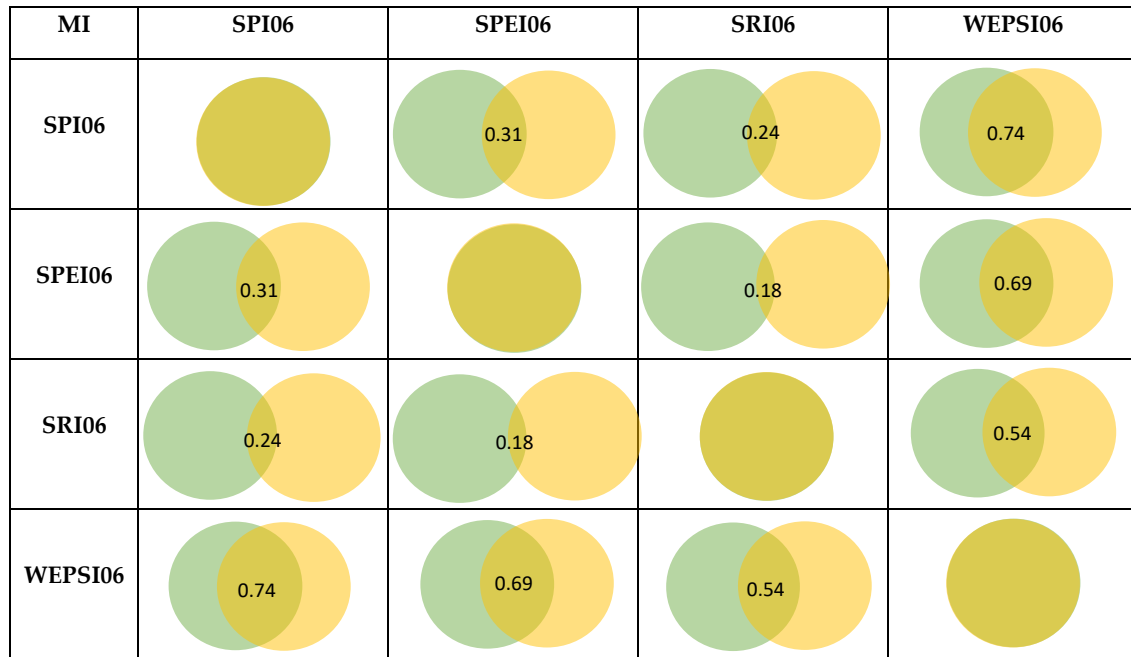 MI SPI06 SPEI06 SRI06 WEPSI06
SPI06 0.31 0.24 0.74
SPEI06 0.31 0.18 0.69
SRI06 0.24 0.18 0.54
WEPSI06 0.74 0.69 0.54